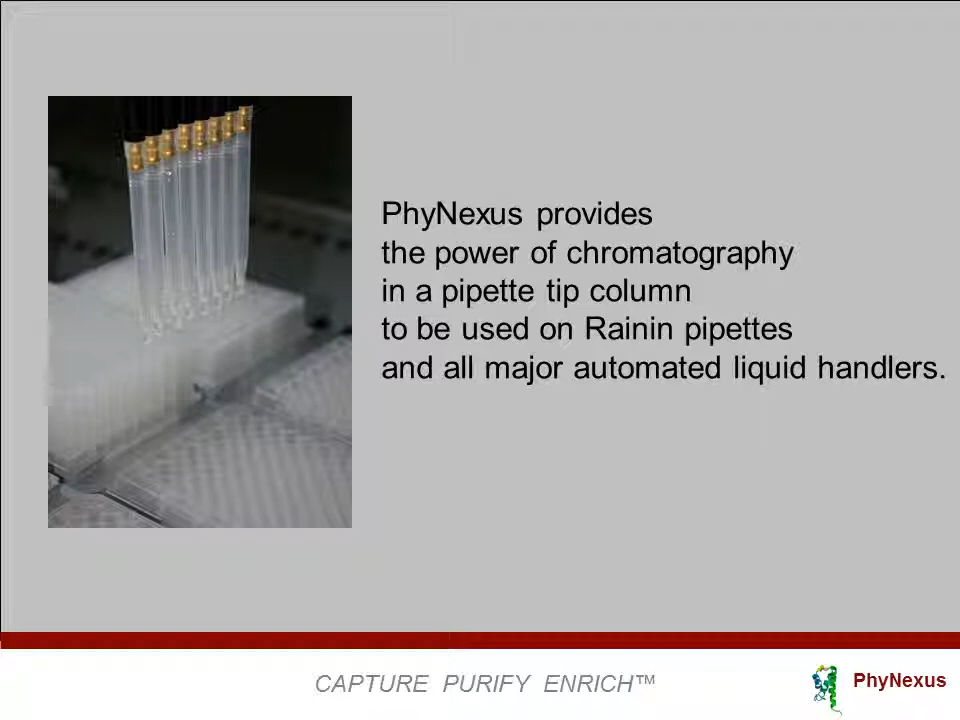 PhyNexus provides
the power of chromatography
in a pipette tip column
to be used on Rainin pipettes
and all major automated liquid handlers.
CAPTURE PURIFY ENRICH™
PhyNexus